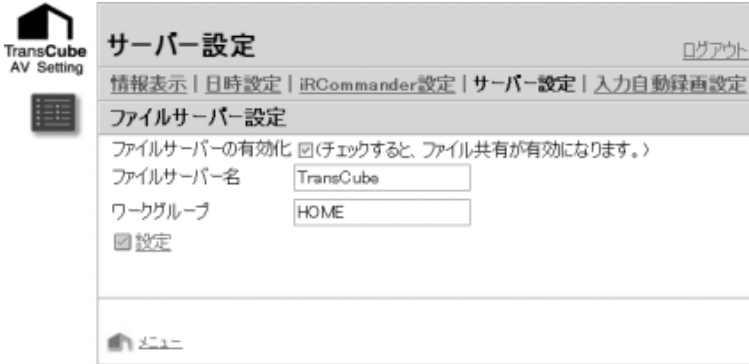 TransCube
AV Setting
サーバー設定
ログアウト
情報表示 | 日時設定 | iRCommander設定 | サーバー設定 | 入力自動録画設定
ファイルサーバー設定
ファイルサーバーの有効化 (チェックすると、ファイル共有が有効になります。)
ファイルサーバー名 TransCube
ワークグループ HOME
設定
メニュー